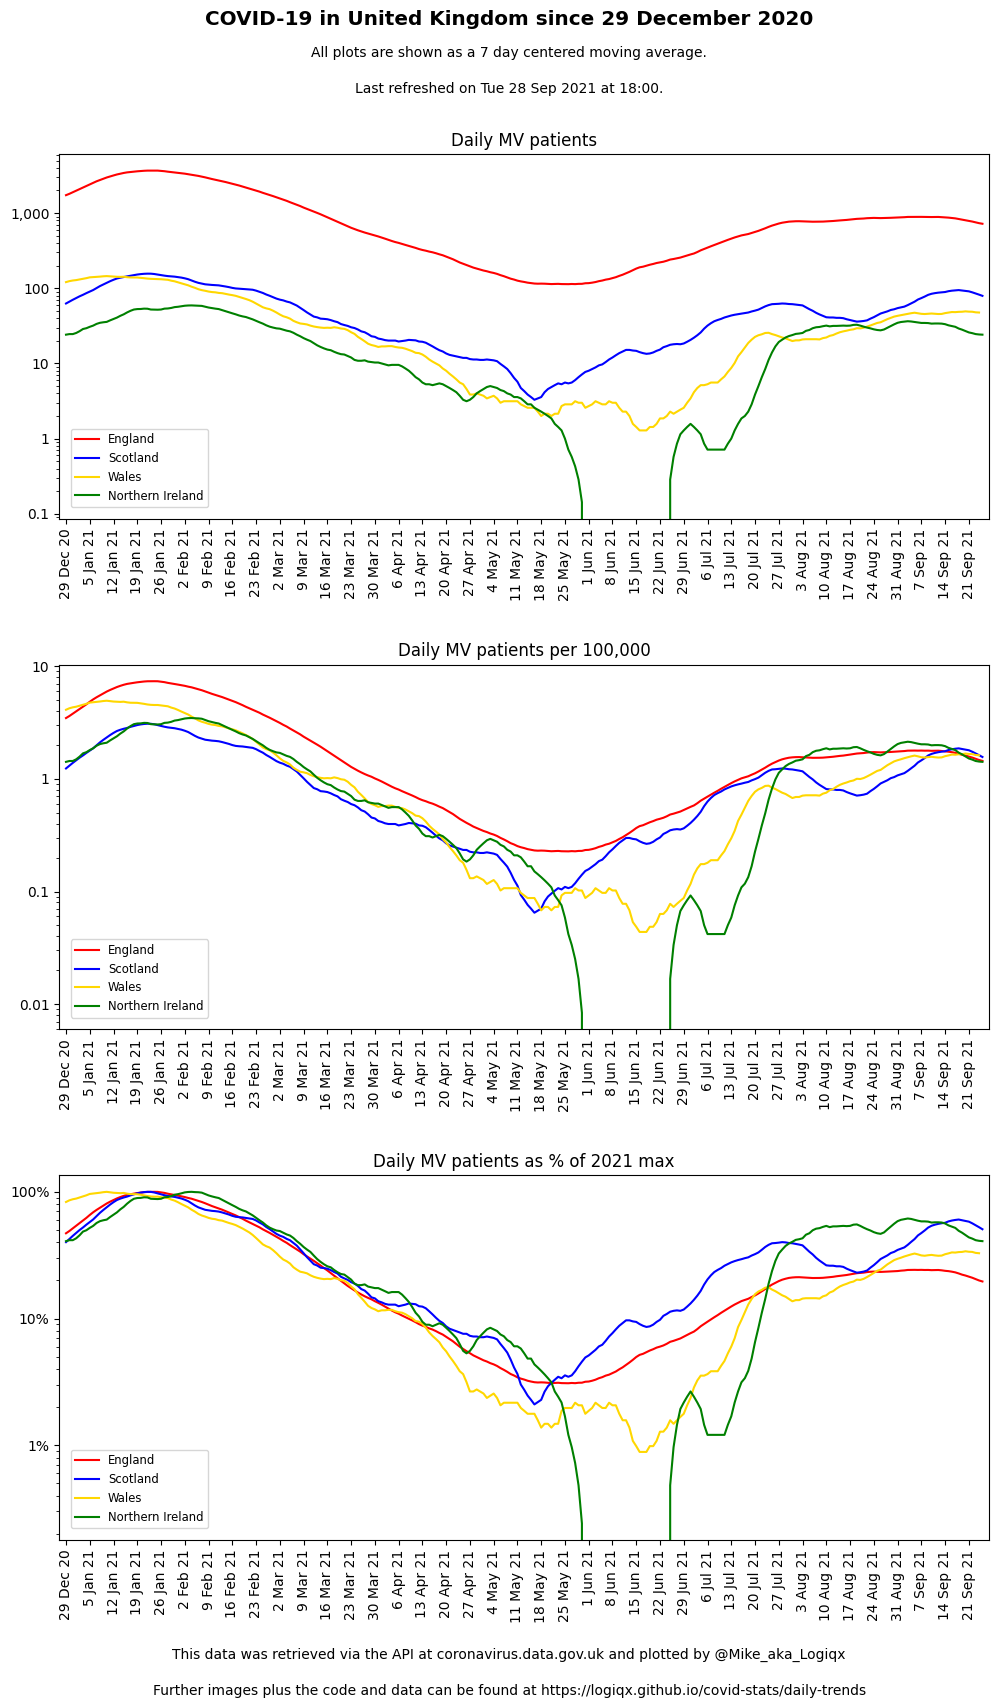 COVID-19 in United Kingdom since 29 December 2020
All plots are shown as a 7 day centered moving average.
Last refreshed on Tue 28 Sep 2021 at 18:00.
Daily MV patients
1,000
100
10
1
0.1
England
Scotland
Wales
Northern Ireland
29 Dec 20
5 Jan 21
12 Jan 21
19 Jan 21
26 Jan 21
2 Feb 21
9 Feb 21
16 Feb 21
23 Feb 21
2 Mar 21
9 Mar 21
16 Mar 21
23 Mar 21
30 Mar 21
6 Apr 21
13 Apr 21
20 Apr 21
27 Apr 21
4 May 21
11 May 21
18 May 21
25 May 21
1 Jun 21
8 Jun 21
15 Jun 21
22 Jun 21
29 Jun 21
6 Jul 21
13 Jul 21
20 Jul 21
27 Jul 21
3 Aug 21
10 Aug 21
17 Aug 21
24 Aug 21
31 Aug 21
7 Sep 21
14 Sep 21
21 Sep 21
Daily MV patients per 100,000
10
1
0.1
0.01
England
Scotland
Wales
Northern Ireland
29 Dec 20
5 Jan 21
12 Jan 21
19 Jan 21
26 Jan 21
2 Feb 21
9 Feb 21
16 Feb 21
23 Feb 21
2 Mar 21
9 Mar 21
16 Mar 21
23 Mar 21
30 Mar 21
6 Apr 21
13 Apr 21
20 Apr 21
27 Apr 21
4 May 21
11 May 21
18 May 21
25 May 21
1 Jun 21
8 Jun 21
15 Jun 21
22 Jun 21
29 Jun 21
6 Jul 21
13 Jul 21
20 Jul 21
27 Jul 21
3 Aug 21
10 Aug 21
17 Aug 21
24 Aug 21
31 Aug 21
7 Sep 21
14 Sep 21
21 Sep 21
Daily MV patients as % of 2021 max
100%
10%
1%
England
Scotland
Wales
Northern Ireland
29 Dec 20
5 Jan 21
12 Jan 21
19 Jan 21
26 Jan 21
2 Feb 21
9 Feb 21
16 Feb 21
23 Feb 21
2 Mar 21
9 Mar 21
16 Mar 21
23 Mar 21
30 Mar 21
6 Apr 21
13 Apr 21
20 Apr 21
27 Apr 21
4 May 21
11 May 21
18 May 21
25 May 21
1 Jun 21
8 Jun 21
15 Jun 21
22 Jun 21
29 Jun 21
6 Jul 21
13 Jul 21
20 Jul 21
27 Jul 21
3 Aug 21
10 Aug 21
17 Aug 21
24 Aug 21
31 Aug 21
7 Sep 21
14 Sep 21
21 Sep 21
This data was retrieved via the API at coronavirus.data.gov.uk and plotted by @Mike_aka_Logiqx
Further images plus the code and data can be found at https://logiqx.github.io/covid-stats/daily-trends